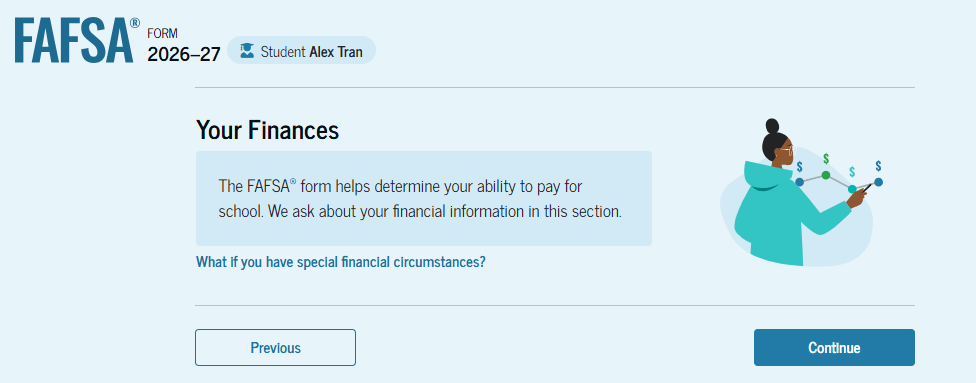 FAFSA®
FORM
2026–27
Student Alex Tran
Your Finances
The FAFSA® form helps determine your ability to pay for
school. We ask about your financial information in this section.
What if you have special financial circumstances?
$ $ $ $
Previous
Continue